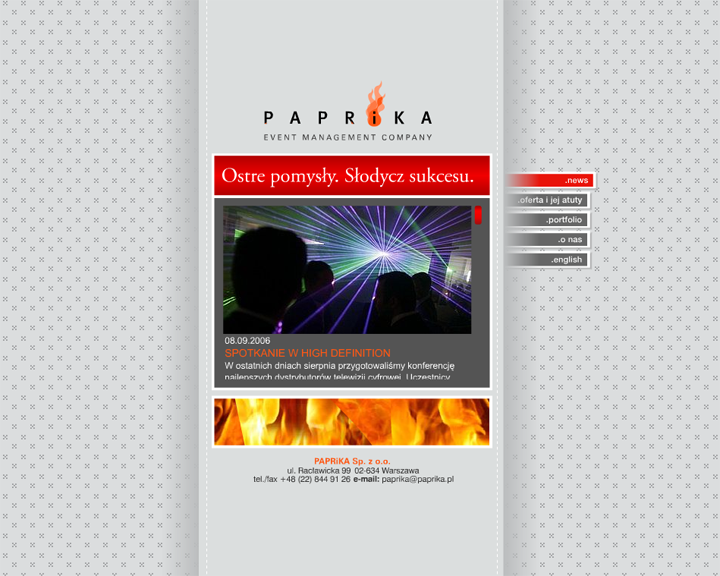 PAPRiKA
EVENT MANAGEMENT COMPANY
Ostre pomysły. Słodycz sukcesu.
.news
.oferta i jej atuty
.portfolio
.o nas
.english
08.09.2006
SPOTKANIE W HIGH DEFINITION
W ostatnich dniach sierpnia przygotowaliśmy konferencję
najlepszych dystrybutorów telewizji cyfrowej. Uczestnicy
PAPRiKA Sp. z o.o.
ul. Racławicka 99 02-634 Warszawa
tel./fax +48 (22) 844 91 26 e-mail: paprika@paprika.pl